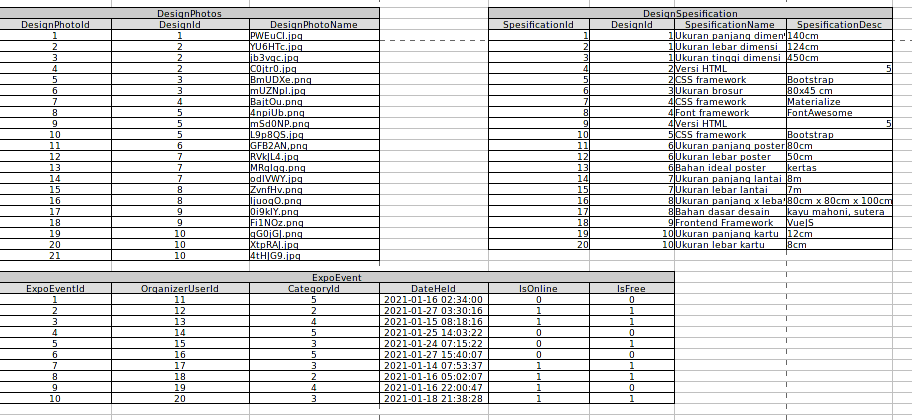 DesignPhotos
DesignPhotoId DesignId DesignPhotoName
1 1 PWEuCI.jpg
2 2 YU6HTc.jpg
3 2 jb3vqc.jpg
4 2 C0jtr0.jpg
5 3 BmUDXe.png
6 3 mUZNpI.jpg
7 4 BajtOu.png
8 5 4npiUb.png
9 5 mSd0NP.png
10 5 L9p8QS.jpg
11 6 GFB2AN.png
12 7 RVkJL4.jpg
13 7 MRqlgg.png
14 7 odIVWY.jpg
15 8 ZvnfHv.png
16 8 ljuoqO.png
17 9 0i9kIY.png
18 9 Fi1NOz.png
19 10 gG0jGJ.png
20 10 XtpRAJ.jpg
21 10 4tHJG9.jpg
DesignSpesification
SpesificationId DesignId SpesificationName SpesificationDesc
1 1 Ukuran panjang dimen 140cm
2 1 Ukuran lebar dimensi 124cm
3 1 Ukuran tinggi dimensi 450cm
4 2 Versi HTML 5
5 2 CSS framework Bootstrap
6 3 Ukuran brosur 80x45 cm
7 4 CSS framework Materialize
8 4 Font framework FontAwesome
9 4 Versi HTML 5
10 5 CSS framework Bootstrap
11 6 Ukuran panjang poster 80cm
12 6 Ukuran lebar poster 50cm
13 6 Bahan ideal poster kertas
14 7 Ukuran panjang lantai 8m
15 7 Ukuran lebar lantai 7m
16 8 Ukuran panjang x lebar 80cm x 80cm x 100cm
17 8 Bahan dasar desain kayu mahoni, sutera
18 9 Frontend Framework VueJS
19 10 Ukuran panjang kartu 12cm
20 10 Ukuran lebar kartu 8cm
ExpoEvent
ExpoEventId OrganizerUserId CategoryId DateHeld IsOnline IsFree
1 11 5 2021-01-16 02:34:00 0 0
2 12 2 2021-01-27 03:30:16 1 1
3 13 4 2021-01-15 08:18:16 1 1
4 14 5 2021-01-25 14:03:22 0 0
5 15 3 2021-01-24 07:15:22 0 1
6 16 5 2021-01-27 15:40:07 0 0
7 17 3 2021-01-14 07:53:37 1 1
8 18 2 2021-01-16 05:02:07 1 1
9 19 4 2021-01-16 22:00:47 1 0
10 20 3 2021-01-18 21:38:28 1 1